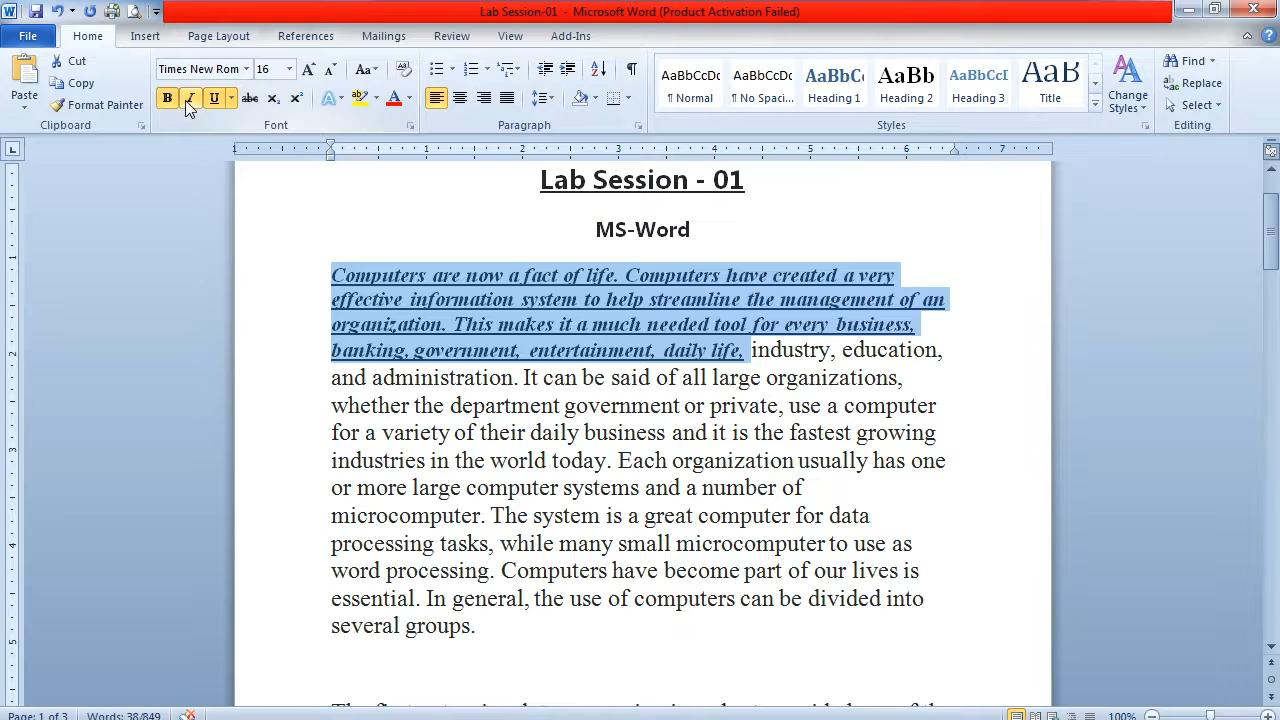 Lab Session-01 - Microsoft Word (Product Activation Failed)
File Home Insert Page Layout References Mailings Review View Add-Ins
Paste
Cut
Copy
Format Painter
Clipboard
Times New Rom 16
Font
Paragraph
AaBbCcDc AaBbCcDc AaBbCc AaBbCc AaBbCcI AaB
¶ Normal ¶ No Spaci... Heading 1 Heading 2 Heading 3 Title
Change Styles
Styles
Find
Replace
Select
Editing
Lab Session - 01
MS-Word
Computers are now a fact of life. Computers have created a very
effective information system to help streamline the management of an
organization. This makes it a much needed tool for every business,
banking, government, entertainment, daily life, industry, education,
and administration. It can be said of all large organizations,
whether the department government or private, use a computer
for a variety of their daily business and it is the fastest growing
industries in the world today. Each organization usually has one
or more large computer systems and a number of
microcomputer. The system is a great computer for data
processing tasks, while many small microcomputer to use as
word processing. Computers have become part of our lives is
essential. In general, the use of computers can be divided into
several groups.
Page: 1 of 3 Words: 38/849 100%